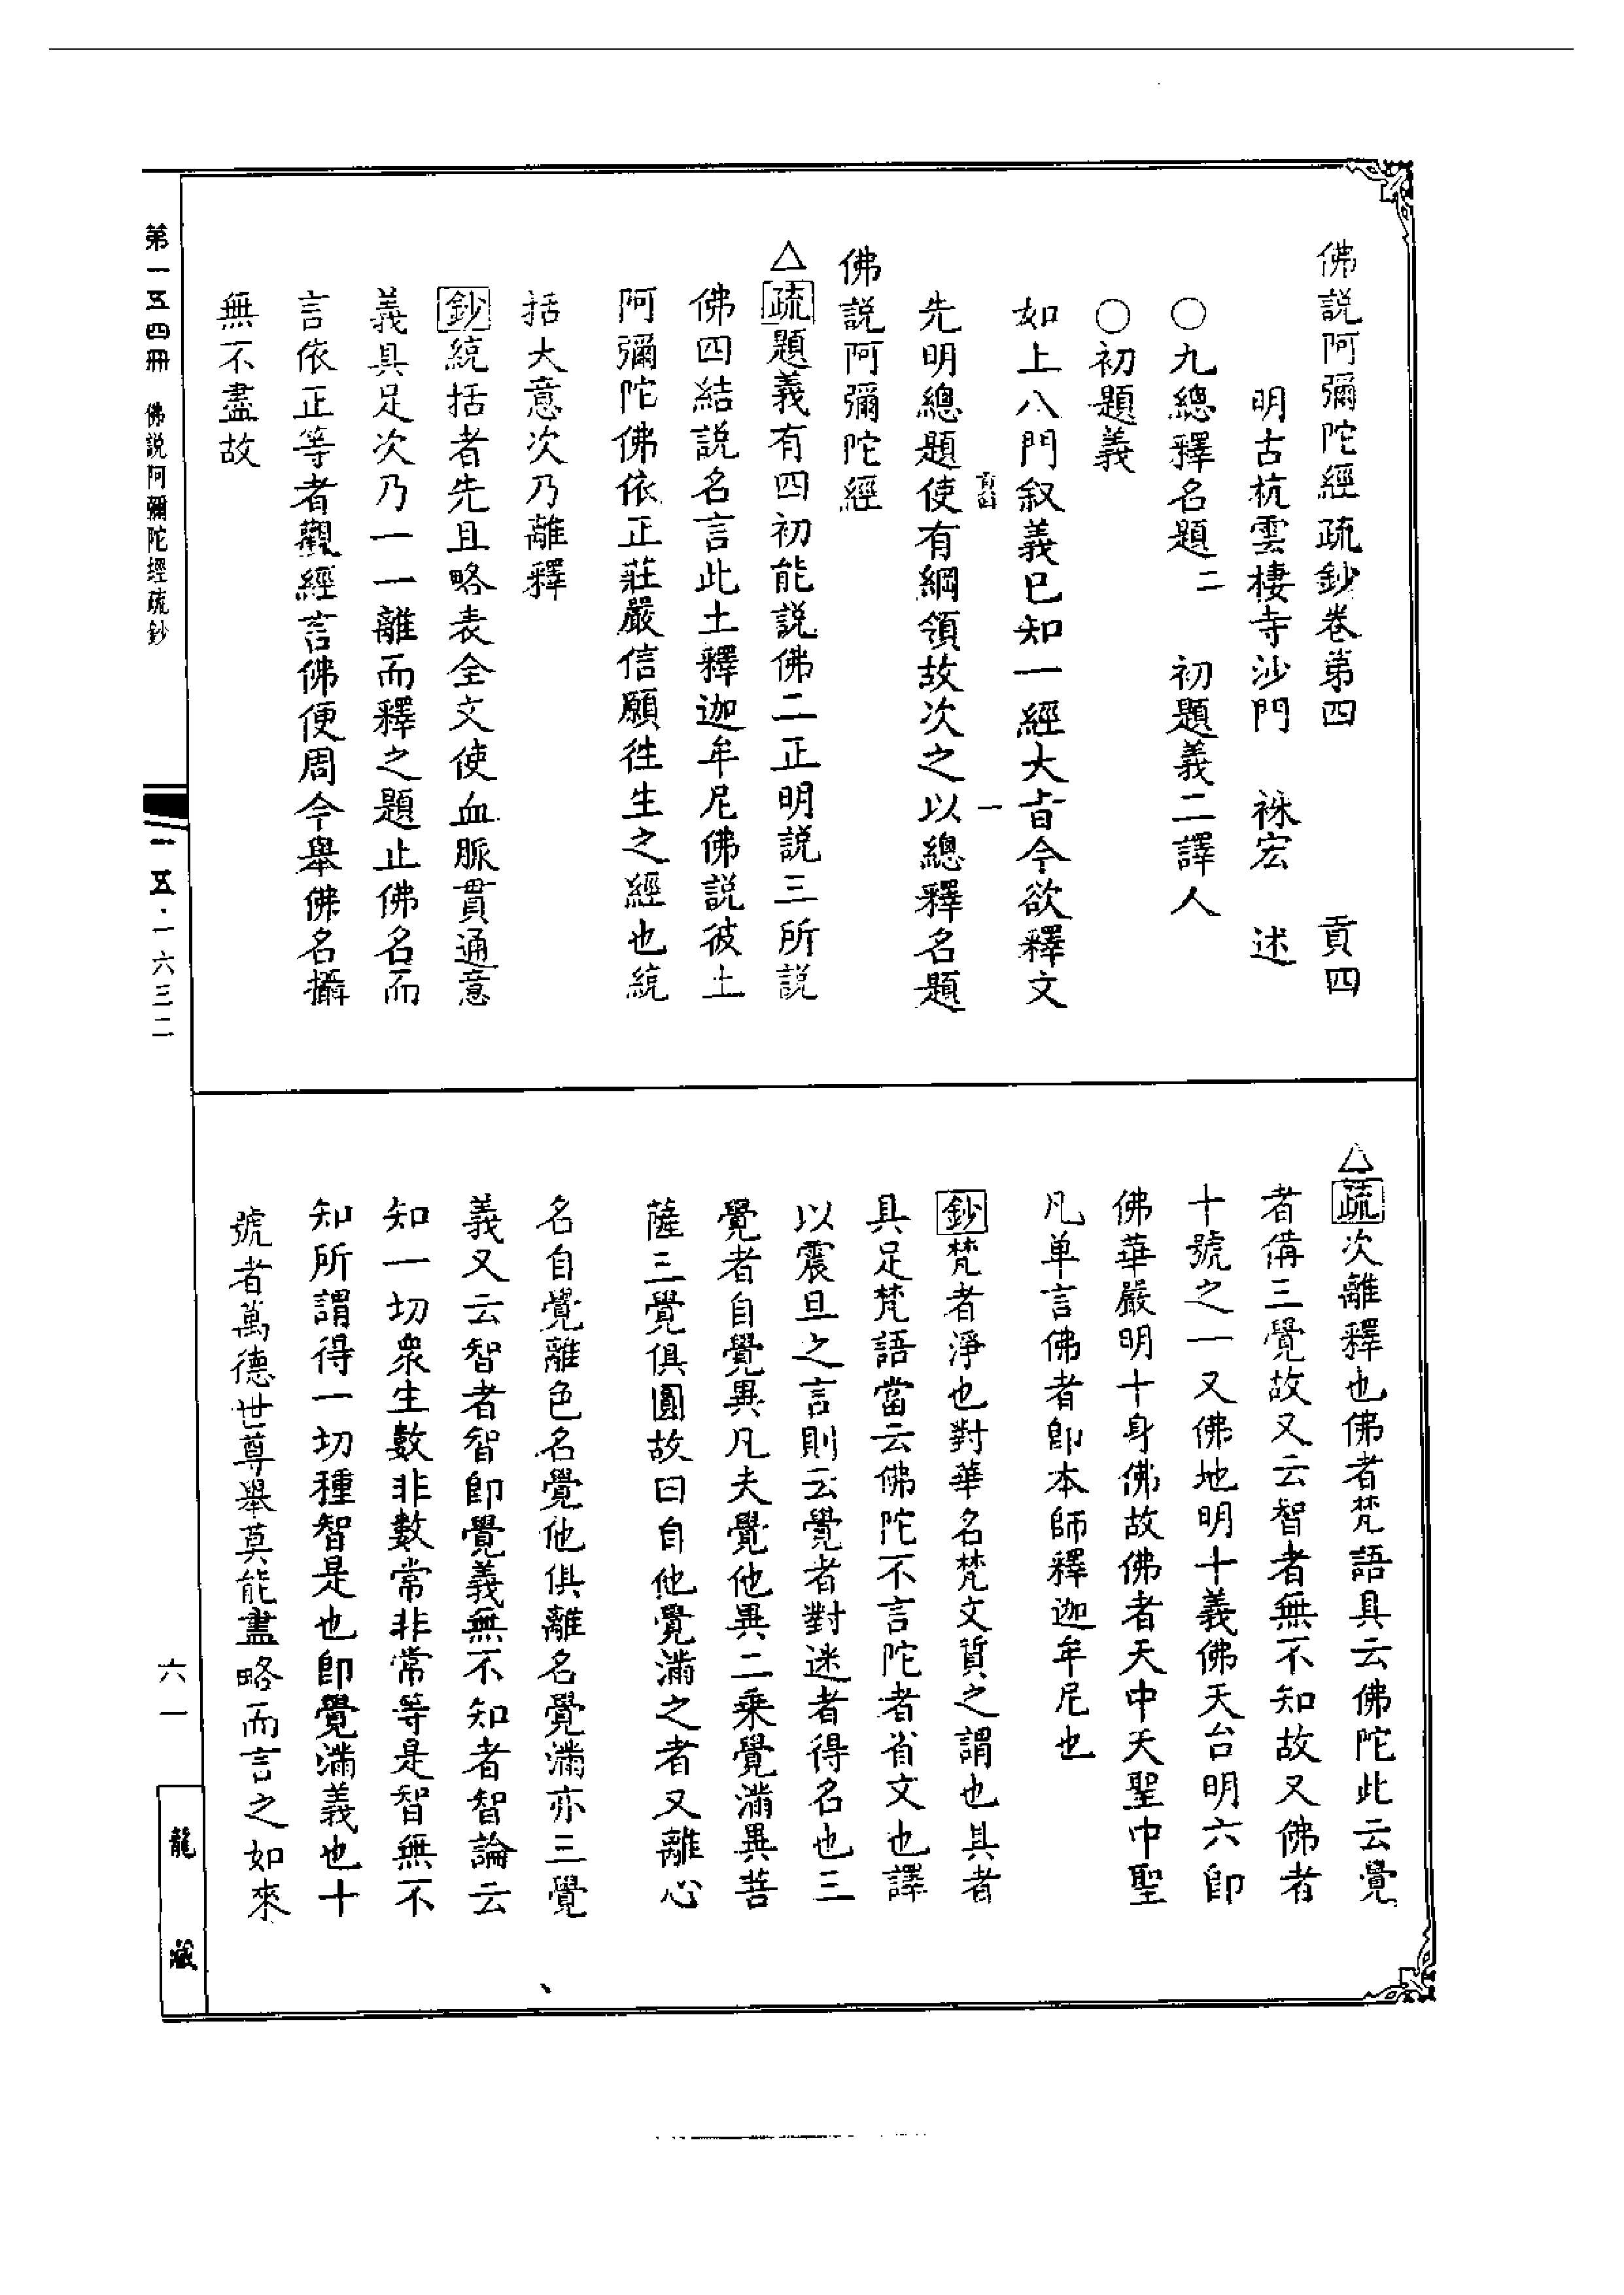 佛說阿彌陀經疏鈔卷第四　貢四
明古杭雲棲寺沙門　袾宏　述
○九總釋名題二　初題義二譯人
○初題義
如上八門叙義已知一經大旨今欲釋文
一
先明總題使有綱領故次之以總釋名題
佛說阿彌陀經
△疏題義有四初能說佛二正明說三所說
佛四結說名言此土釋迦牟尼佛說彼土
阿彌陀佛依正莊嚴信願徃生之經也統
括大意次乃離釋
鈔統括者先且略表全文使血脈貫通意
義具足次乃一一離而釋之題止佛名而
言依正等者觀經言佛便周今舉佛名攝
無不盡故
△疏次離釋也佛者梵語具云佛陀此云覺
者備三覺故又云智者無不知故又佛者
十號之一又佛地明十義佛天台明六卽
佛華嚴明十身佛故佛者天中天聖中聖
凡单言佛者卽本師釋迦牟尼也
鈔梵者淨也對華名梵文質之謂也具者
具足梵語當云佛陀不言陀者省文也譯
以震旦之言則云覺者對迷者得名也三
覺者自覺異凡夫覺他異二乗覺滿異菩
薩三覺俱圓故曰自他覺滿之者又離心
名自覺離色名覺他俱離名覺滿亦三覺
義又云智者智卽覺義無不知者智論云
知一切衆生數非數常非常等是智無不
知所謂得一切種智是也卽覺滿義也十
號者萬德世尊舉莫能盡略而言之如來
第一五四冊　佛說阿彌陀經疏鈔
一五·一六三二
六一
龍藏